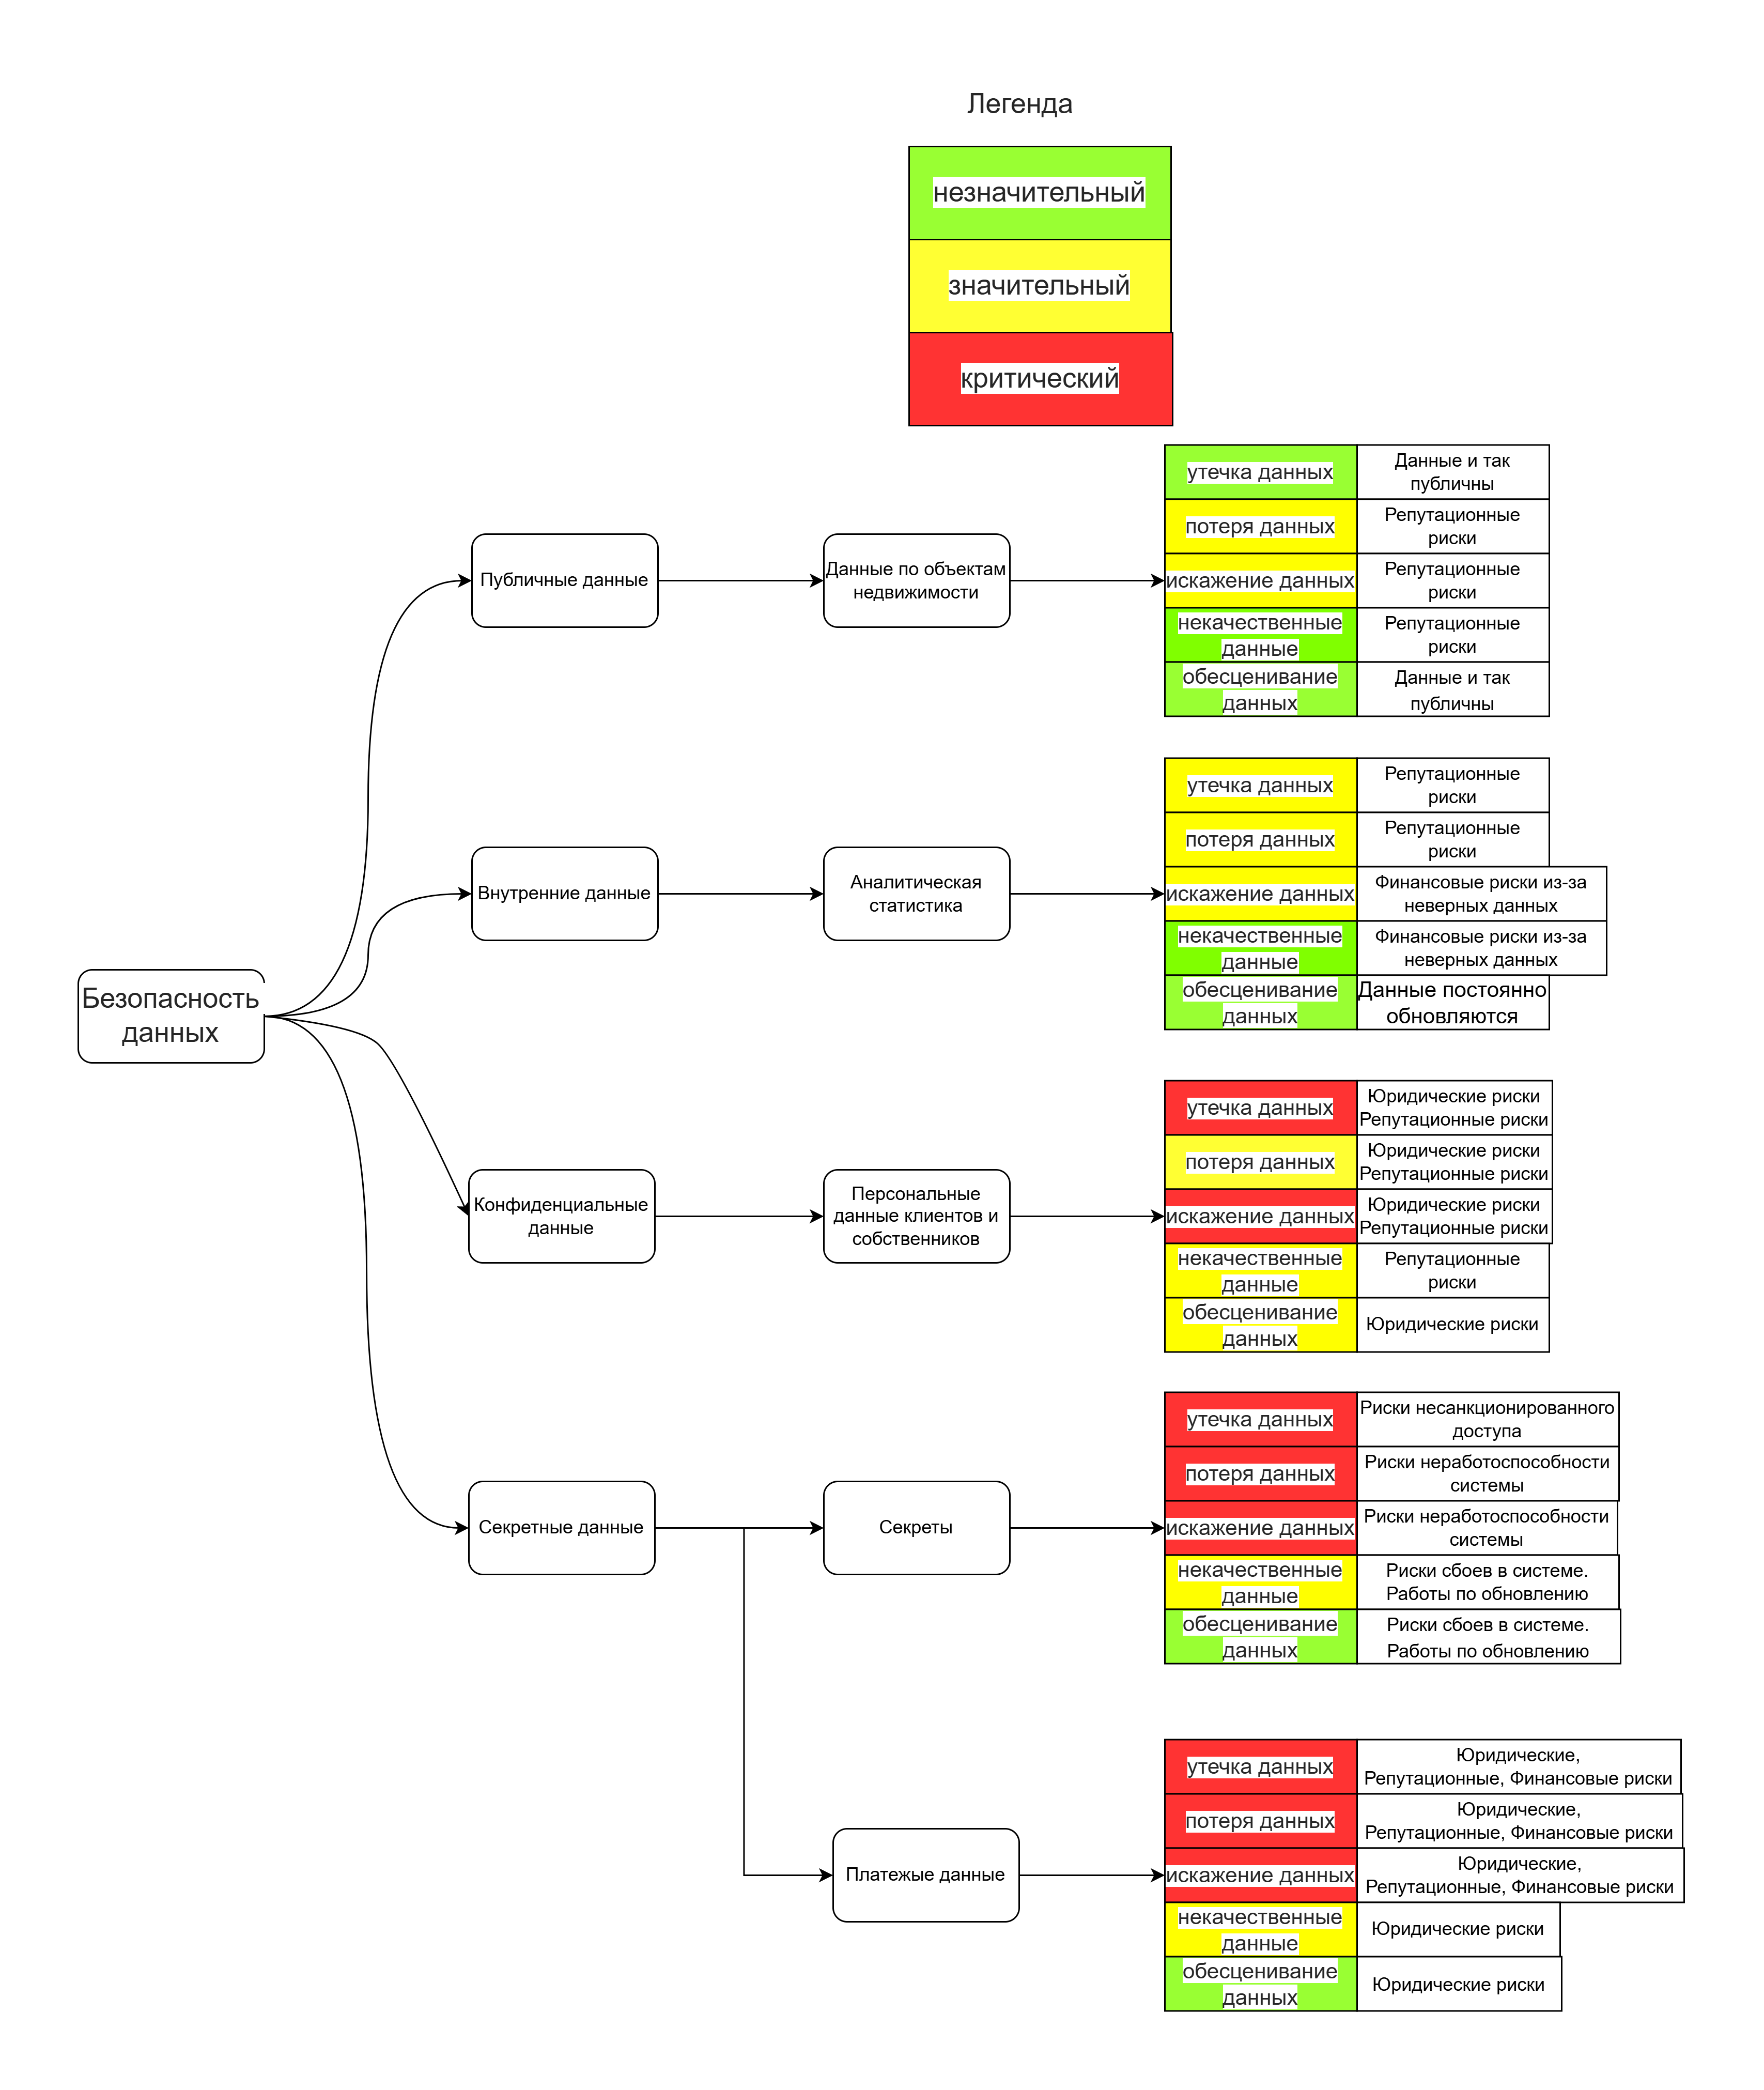 Легенда
незначительный
значительный
критический
утечка данных
Данные и так
публичны
потеря данных
Репутационные
риски
Публичные данные
Данные по объектам
недвижимости
искажение данных
Репутационные
риски
некачественные
данные
Репутационные
риски
обесценивание
данных
Данные и так
публичны
утечка данных
Репутационные
риски
потеря данных
Репутационные
риски
Внутренние данные
Аналитическая
статистика
искажение данных
Финансовые риски из-за
неверных данных
некачественные
данные
Финансовые риски из-за
неверных данных
обесценивание
данных
Данные постоянно
обновляются
Безопасность
данных
утечка данных
Юридические риски
Репутационные риски
потеря данных
Юридические риски
Репутационные риски
Конфиденциальные
данные
Персональные
данные клиентов и
собственников
искажение данных
Юридические риски
Репутационные риски
некачественные
данные
Репутационные
риски
обесценивание
данных
Юридические риски
утечка данных
Риски несанкционированного
доступа
потеря данных
Риски неработоспособности
системы
Секретные данные
Секреты
искажение данных
Риски неработоспособности
системы
некачественные
данные
Риски сбоев в системе.
Работы по обновлению
обесценивание
данных
Риски сбоев в системе.
Работы по обновлению
утечка данных
Юридические,
Репутационные, Финансовые риски
потеря данных
Юридические,
Репутационные, Финансовые риски
Платежые данные
искажение данных
Юридические,
Репутационные, Финансовые риски
некачественные
данные
Юридические риски
обесценивание
данных
Юридические риски